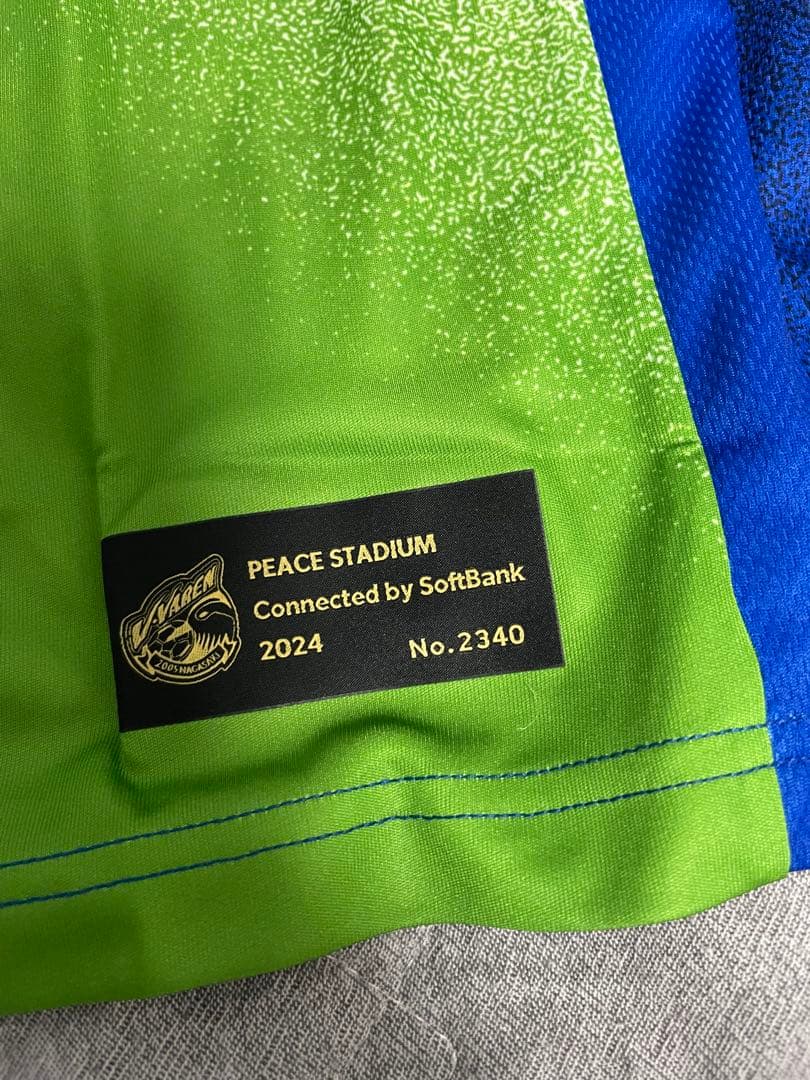 V·VAREN
2005 NAGASAKI
PEACE STADIUM
Connected by SoftBank
2024 No.2340